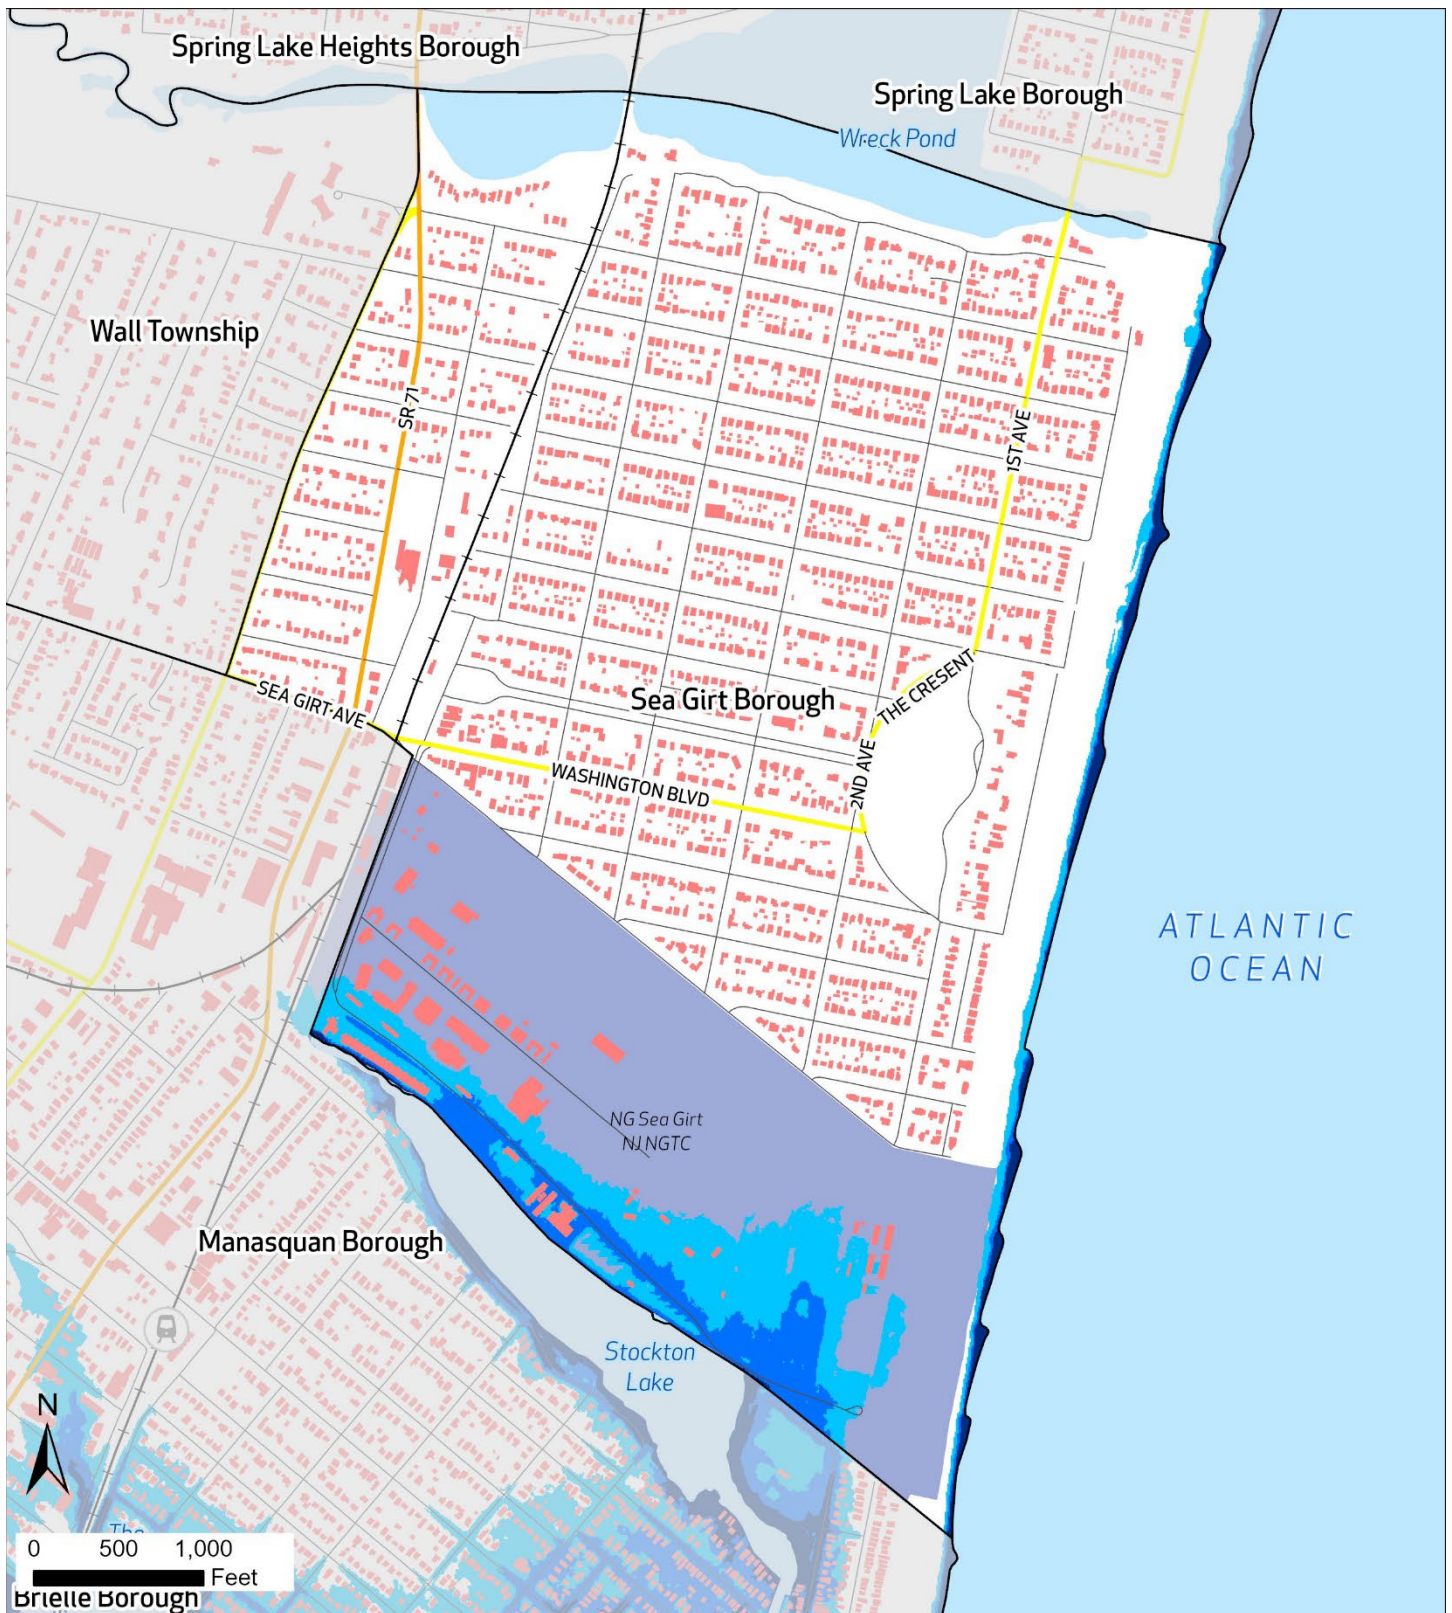 Spring Lake Heights Borough
Spring Lake Borough
Wreck Pond
Wall Township
SR-71
1ST AVE
SEA GIRT AVE
Sea Girt Borough
THE CRESENT
2ND AVE
WASHINGTON BLVD
ATLANTIC
OCEAN
NG Sea Girt
NJ NGTC
Manasquan Borough
Stockton
Lake
N
The
0 500 1,000
Feet
Brielle Borough